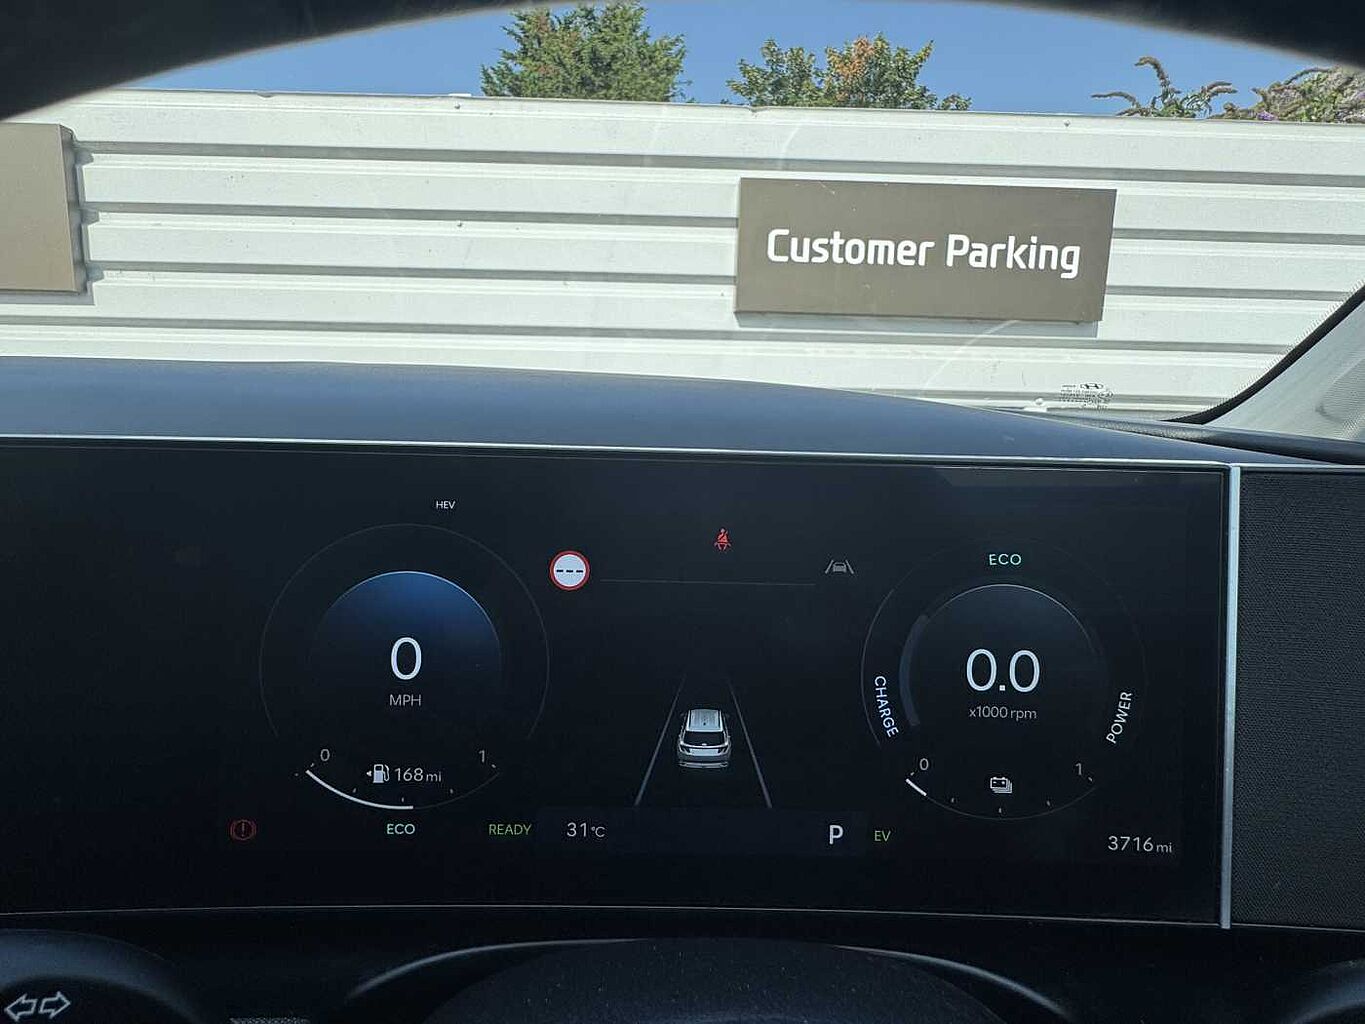 Customer Parking
HEV
ECO
0
MPH
0.0
x1000 rpm
CHARGE
POWER
0
1
168 mi
0
1
ECO
READY
31°C
P
EV
3716 mi